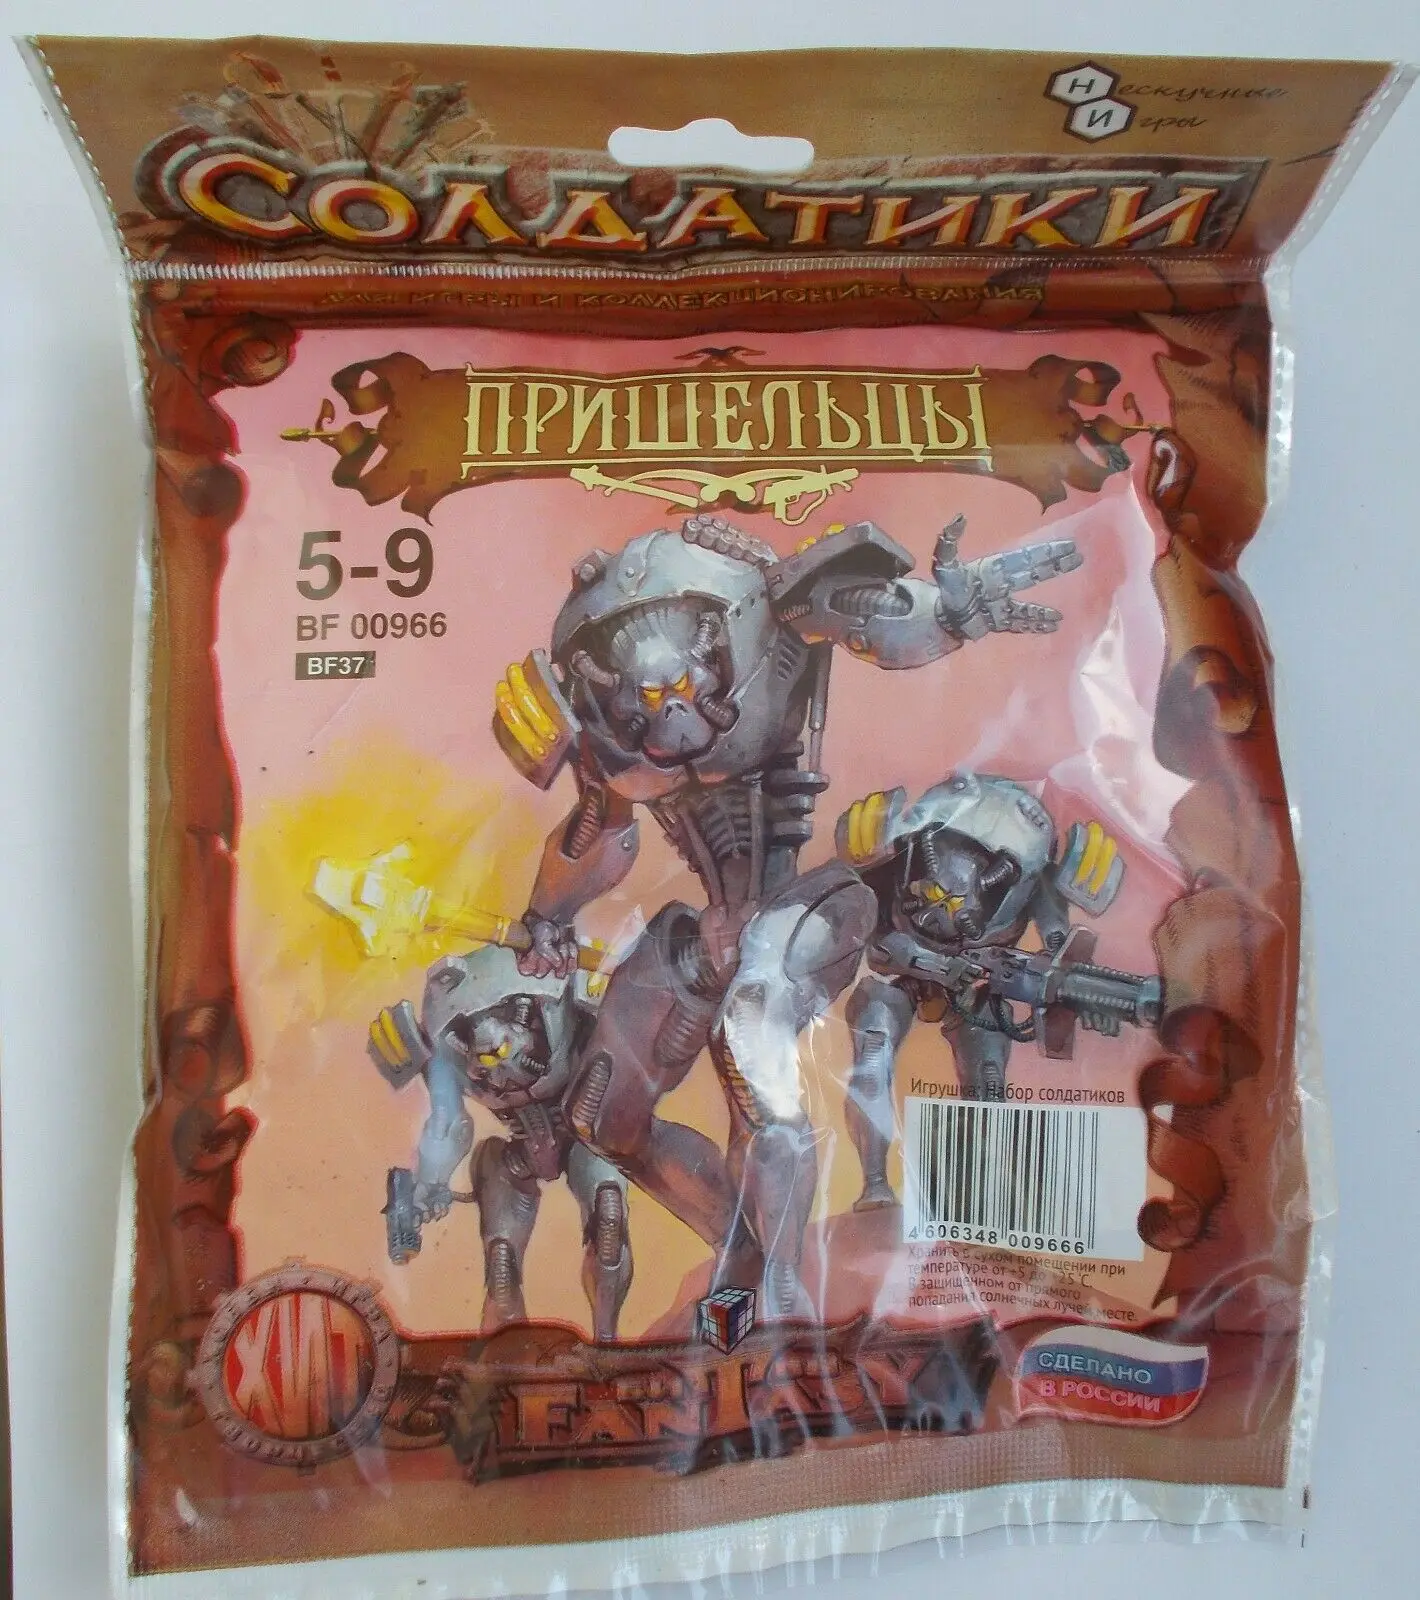 Нескучные
Игры
СОЛДАТИКИ
ДЛЯ ИГРЫ И КОЛЛЕКЦИОНИРОВАНИЯ
ПРИШЕЛЬЦЫ
5-9
BF 00966
BF37
Игрушка: Набор солдатиков
4 606348 009666
Хранить в сухом помещении при
температуре от +5 до +25°С.
В защищенном от прямого
попадания солнечных лучей месте.
ХИТ
FANTASY
СДЕЛАНО
В РОССИИ